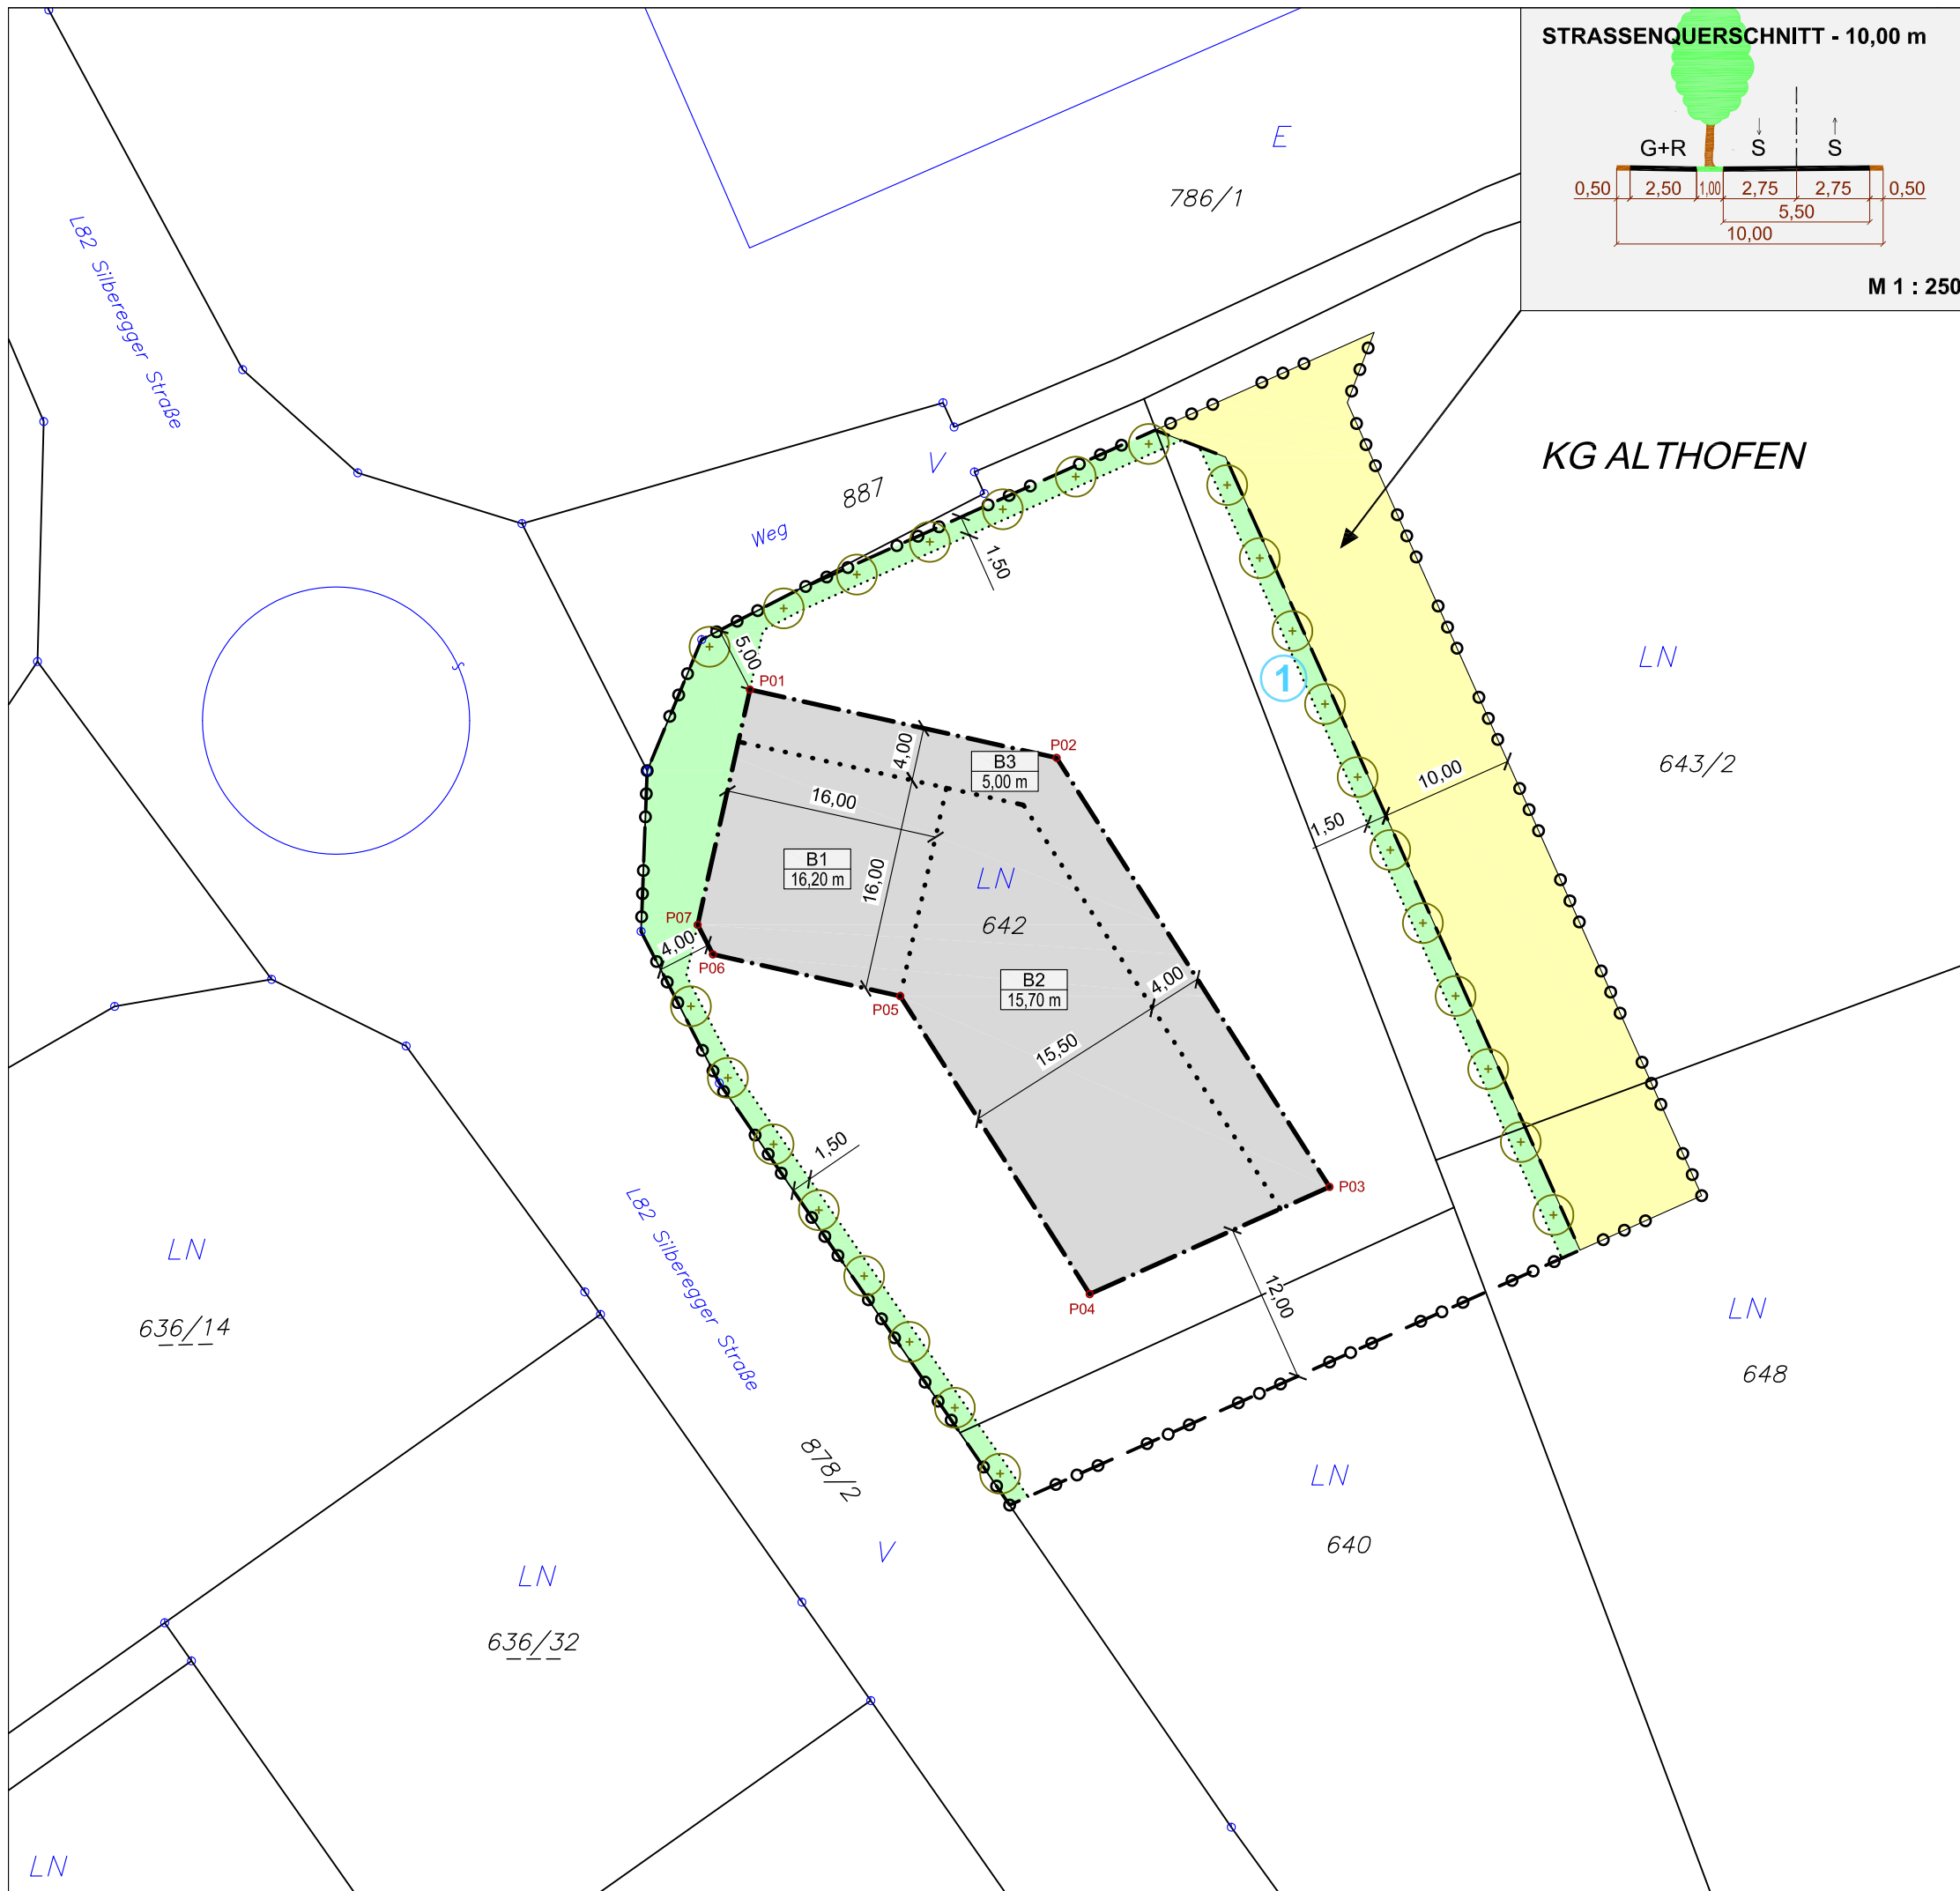 STRASSENQUERSCHNITT - 10,00 m
G+R
S
S
0,50
2,50
1,00
2,75
2,75
0,50
5,50
10,00
M 1 : 250
E
786/1
L82 Silberegger Straße
KG ALTHOFEN
V
887
Weg
1,50
5,00
P01
LN
643/2
1
P02
4,00
B3
5,00 m
16,00
10,00
1,50
B1
16,20 m
16,00
LN
642
P07
4,00
P06
B2
15,70 m
4,00
P05
15,50
1,50
P03
L82 Silberegger Straße
LN
636/14
P04
12,00
LN
648
878/2
LN
640
V
LN
636/32
LN